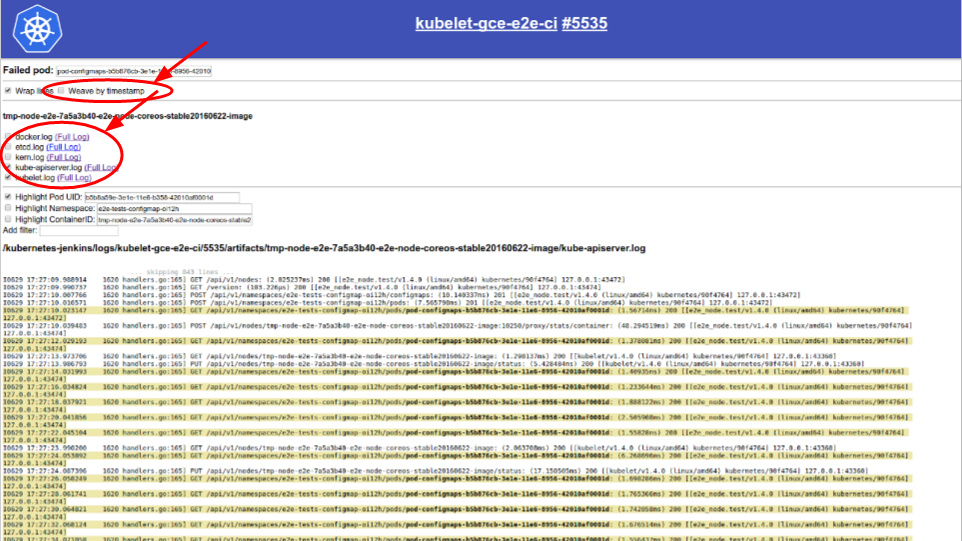 kubelet-gce-e2e-ci #5535
Failed pod:
Wrap lines Weave by timestamp
tmp-node-e2e-7a5a3b40-e2e-node-coreos-stable20160622-image
docker.log (Full Log)
etcd.log (Full Log)
kern.log (Full Log)
kube-apiserver.log (Full Log)
kubelet.log (Full Log)
Highlight Pod UID: b5b8a59e-3e1e-11e6-b358-42010af0001d
Highlight Namespace: e2e-tests-configmap-oi12h
Highlight ContainerID: tmp-node-e2e-7a5a3b40-e2e-node-coreos-stable2
Add filter:
/kubernetes-jenkins/logs/kubelet-gce-e2e-ci/5535/artifacts/tmp-node-e2e-7a5a3b40-e2e-node-coreos-stable20160622-image/kube-apiserver.log
... skipping 843 lines ...
I0629 17:27:09.988914 1620 handlers.go:165] GET /api/v1/nodes: (2.025237ms) 200 [[e2e_node.test/v1.4.0 (linux/amd64) kubernetes/90f4764] 127.0.0.1:43472]
I0629 17:27:09.990737 1620 handlers.go:165] GET /version: (183.226µs) 200 [[e2e_node.test/v1.4.0 (linux/amd64) kubernetes/90f4764] 127.0.0.1:43472]
I0629 17:27:10.007766 1620 handlers.go:165] POST /api/v1/namespaces/e2e-tests-configmap-oi12h/configmaps: (10.140337ms) 201 [[e2e_node.test/v1.4.0 (linux/amd64) kubernetes/90f4764] 127.0.0.1:43472]
I0629 17:27:10.016571 1620 handlers.go:165] POST /api/v1/namespaces/e2e-tests-configmap-oi12h/pods: (7.565798ms) 201 [[e2e_node.test/v1.4.0 (linux/amd64) kubernetes/90f4764] 127.0.0.1:43472]
I0629 17:27:10.023147 1620 handlers.go:165] GET /api/v1/namespaces/e2e-tests-configmap-oi12h/pods/pod-configmaps-b5b876cb-3e1e-11e6-8956-42010af0001d: (1.56714ms) 200 [[e2e_node.test/v1.4.0 (linux/amd64) kubernetes/90f4764]
127.0.0.1:43472]
I0629 17:27:10.039483 1620 handlers.go:165] POST /api/v1/nodes/tmp-node-e2e-7a5a3b40-e2e-node-coreos-stable20160622-image:10250/proxy/stats/container: (48.294519ms) 200 [[e2e_node.test/v1.4.0 (linux/amd64) kubernetes/90f4764]
127.0.0.1:43474]
I0629 17:27:12.029193 1620 handlers.go:165] GET /api/v1/namespaces/e2e-tests-configmap-oi12h/pods/pod-configmaps-b5b876cb-3e1e-11e6-8956-42010af0001d: (1.378081ms) 200 [[e2e_node.test/v1.4.0 (linux/amd64) kubernetes/90f4764]
127.0.0.1:43474]
I0629 17:27:13.973706 1620 handlers.go:165] GET /api/v1/nodes/tmp-node-e2e-7a5a3b40-e2e-node-coreos-stable20160622-image: (1.298137ms) 200 [[kubelet/v1.4.0 (linux/amd64) kubernetes/90f4764] 127.0.0.1:43360]
I0629 17:27:13.986793 1620 handlers.go:165] PUT /api/v1/nodes/tmp-node-e2e-7a5a3b40-e2e-node-coreos-stable20160622-image/status: (5.428484ms) 200 [[kubelet/v1.4.0 (linux/amd64) kubernetes/90f4764] 127.0.0.1:43360]
I0629 17:27:14.031993 1620 handlers.go:165] GET /api/v1/namespaces/e2e-tests-configmap-oi12h/pods/pod-configmaps-b5b876cb-3e1e-11e6-8956-42010af0001d: (1.409935ms) 200 [[e2e_node.test/v1.4.0 (linux/amd64) kubernetes/90f4764]
127.0.0.1:43474]
I0629 17:27:16.034824 1620 handlers.go:165] GET /api/v1/namespaces/e2e-tests-configmap-oi12h/pods/pod-configmaps-b5b876cb-3e1e-11e6-8956-42010af0001d: (1.233644ms) 200 [[e2e_node.test/v1.4.0 (linux/amd64) kubernetes/90f4764]
127.0.0.1:43474]
I0629 17:27:18.037921 1620 handlers.go:165] GET /api/v1/namespaces/e2e-tests-configmap-oi12h/pods/pod-configmaps-b5b876cb-3e1e-11e6-8956-42010af0001d: (1.888122ms) 200 [[e2e_node.test/v1.4.0 (linux/amd64) kubernetes/90f4764]
127.0.0.1:43474]
I0629 17:27:20.041856 1620 handlers.go:165] GET /api/v1/namespaces/e2e-tests-configmap-oi12h/pods/pod-configmaps-b5b876cb-3e1e-11e6-8956-42010af0001d: (2.505908ms) 200 [[e2e_node.test/v1.4.0 (linux/amd64) kubernetes/90f4764]
127.0.0.1:43474]
I0629 17:27:22.045104 1620 handlers.go:165] GET /api/v1/namespaces/e2e-tests-configmap-oi12h/pods/pod-configmaps-b5b876cb-3e1e-11e6-8956-42010af0001d: (1.55828ms) 200 [[e2e_node.test/v1.4.0 (linux/amd64) kubernetes/90f4764]
127.0.0.1:43474]
I0629 17:27:23.990200 1620 handlers.go:165] GET /api/v1/nodes/tmp-node-e2e-7a5a3b40-e2e-node-coreos-stable20160622-image: (2.063708ms) 200 [[kubelet/v1.4.0 (linux/amd64) kubernetes/90f4764] 127.0.0.1:43360]
I0629 17:27:24.053892 1620 handlers.go:165] GET /api/v1/namespaces/e2e-tests-configmap-oi12h/pods/pod-configmaps-b5b876cb-3e1e-11e6-8956-42010af0001d: (6.268096ms) 200 [[e2e_node.test/v1.4.0 (linux/amd64) kubernetes/90f4764]
127.0.0.1:43474]
I0629 17:27:24.087396 1620 handlers.go:165] PUT /api/v1/nodes/tmp-node-e2e-7a5a3b40-e2e-node-coreos-stable20160622-image/status: (17.150505ms) 200 [[kubelet/v1.4.0 (linux/amd64) kubernetes/90f4764] 127.0.0.1:43360]
I0629 17:27:26.058249 1620 handlers.go:165] GET /api/v1/namespaces/e2e-tests-configmap-oi12h/pods/pod-configmaps-b5b876cb-3e1e-11e6-8956-42010af0001d: (1.698286ms) 200 [[e2e_node.test/v1.4.0 (linux/amd64) kubernetes/90f4764]
127.0.0.1:43474]
I0629 17:27:28.061741 1620 handlers.go:165] GET /api/v1/namespaces/e2e-tests-configmap-oi12h/pods/pod-configmaps-b5b876cb-3e1e-11e6-8956-42010af0001d: (1.765366ms) 200 [[e2e_node.test/v1.4.0 (linux/amd64) kubernetes/90f4764]
127.0.0.1:43474]
I0629 17:27:30.064821 1620 handlers.go:165] GET /api/v1/namespaces/e2e-tests-configmap-oi12h/pods/pod-configmaps-b5b876cb-3e1e-11e6-8956-42010af0001d: (1.742058ms) 200 [[e2e_node.test/v1.4.0 (linux/amd64) kubernetes/90f4764]
127.0.0.1:43474]
I0629 17:27:32.068124 1620 handlers.go:165] GET /api/v1/namespaces/e2e-tests-configmap-oi12h/pods/pod-configmaps-b5b876cb-3e1e-11e6-8956-42010af0001d: (1.676514ms) 200 [[e2e_node.test/v1.4.0 (linux/amd64) kubernetes/90f4764]
127.0.0.1:43474]